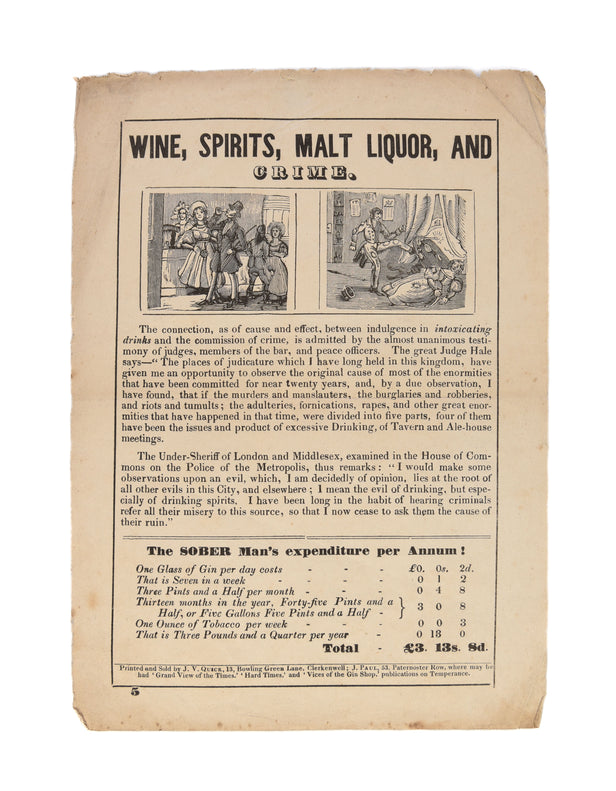 WINE, SPIRITS, MALT LIQUOR, AND
CRIME.
The connection, as of cause and effect, between indulgence in intoxicating
drinks and the commission of crime, is admitted by the almost unanimous testi-
mony of judges, members of the bar, and peace officers. The great Judge Hale
says—" The places of judicature which I have long held in this kingdom, have
given me an opportunity to observe the original cause of most of the enormities
that have been committed for near twenty years, and, by a due observation, I
have found, that if the murders and manslauters, the burglaries and robberies,
and riots and tumults; the adulteries, fornications, rapes, and other great enor-
mities that have happened in that time, were divided into five parts, four of them
have been the issues and product of excessive Drinking, of Tavern and Ale-house
meetings.
The Under-Sheriff of London and Middlesex, examined in the House of Com-
mons on the Police of the Metropolis, thus remarks: " I would make some
observations upon an evil, which, I am decidedly of opinion, lies at the root of
all other evils in this City, and elsewhere; I mean the evil of drinking, but espe-
cially of drinking spirits. I have been long in the habit of hearing criminals
refer all their misery to this source, so that I now cease to ask them the cause of
their ruin."
The SOBER Man's expenditure per Annum!
One Glass of Gin per day costs - - - £0. 0s. 2d.
That is Seven in a week - - - - 0 1 2
Three Pints and a Half per month - - - 0 4 8
Thirteen months in the year, Forty-five Pints and a
Half, or Five Gallons Five Pints and a Half - } 3 0 8
One Ounce of Tobacco per week - - - 0 0 3
That is Three Pounds and a Quarter per year - 0 13 0
Total - £3. 13s. 8d.
Printed and Sold by J. V. QUICK, 13, Bowling Green Lane, Clerkenwell; J. PAUL, 53, Paternoster Row, where may be
had 'Grand View of the Times.' 'Hard Times.' and 'Vices of the Gin Shop.' publications on Temperance.
5